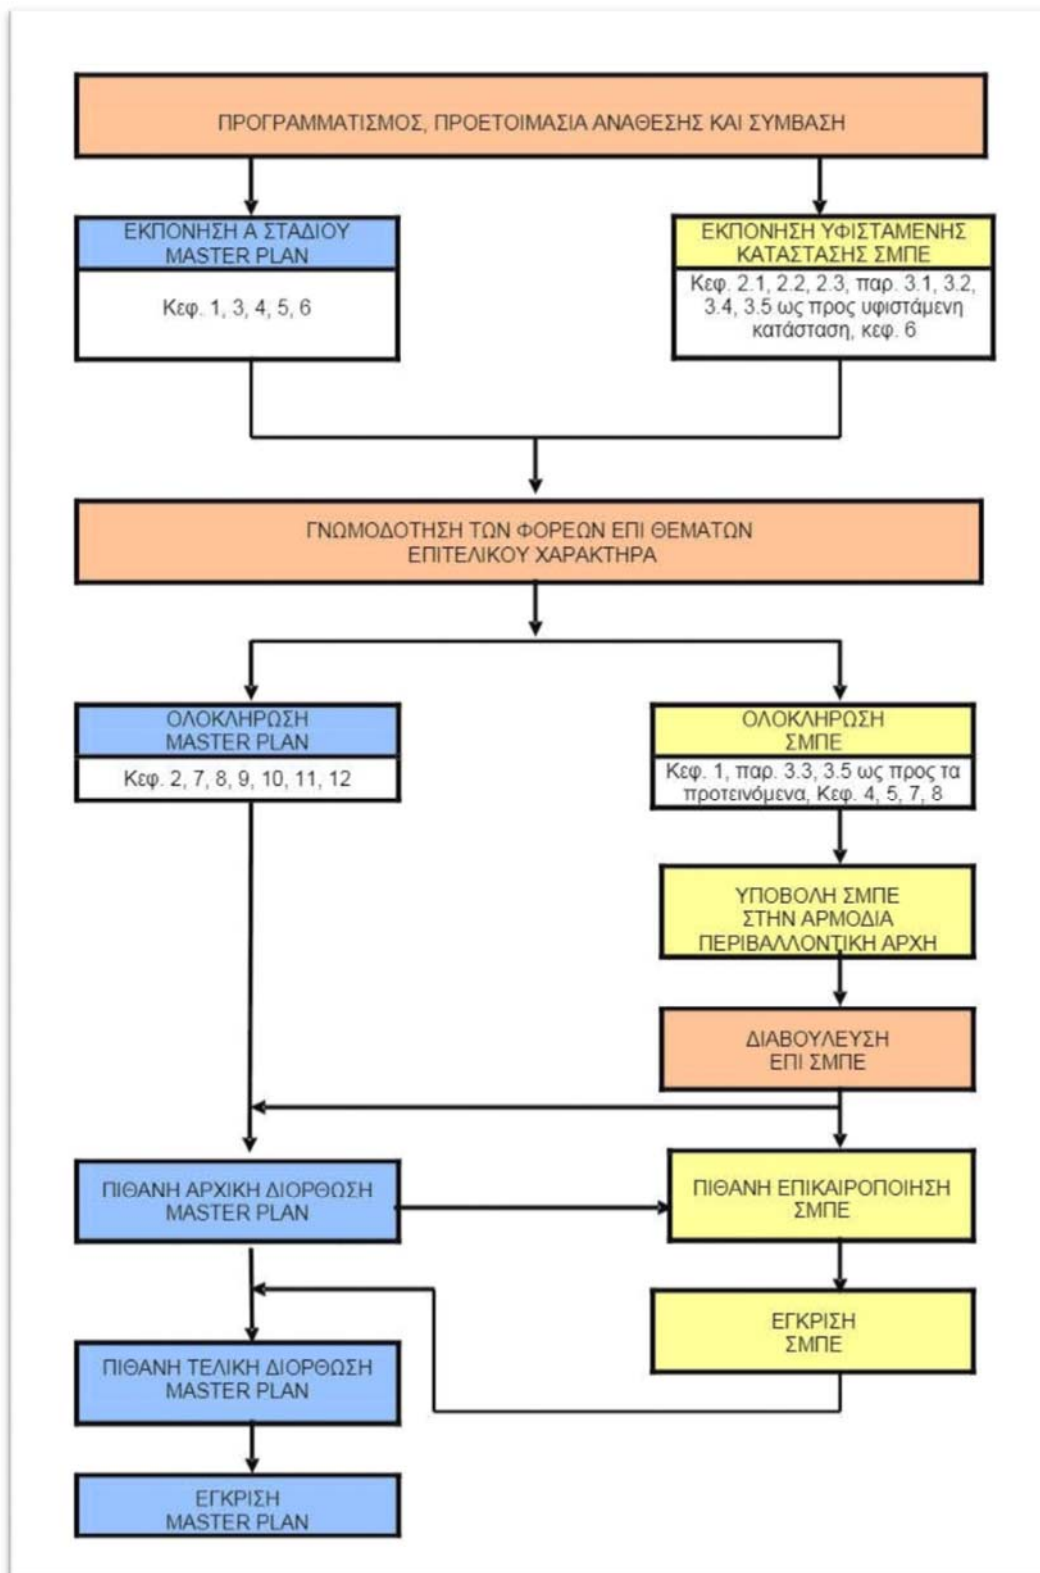 ΠΡΟΓΡΑΜΜΑΤΙΣΜΟΣ, ΠΡΟΕΤΟΙΜΑΣΙΑ ΑΝΑΘΕΣΗΣ ΚΑΙ ΣΥΜΒΑΣΗ
ΕΚΠΟΝΗΣΗ Α ΣΤΑΔΙΟΥ
MASTER PLAN
Κεφ. 1, 3, 4, 5, 6
ΕΚΠΟΝΗΣΗ ΥΦΙΣΤΑΜΕΝΗΣ
ΚΑΤΑΣΤΑΣΗΣ ΣΜΠΕ
Κεφ. 2.1, 2.2, 2.3, παρ. 3.1, 3.2,
3.4, 3.5 ως προς υφιστάμενη
κατάσταση, κεφ. 6
ΓΝΩΜΟΔΟΤΗΣΗ ΤΩΝ ΦΟΡΕΩΝ ΕΠΙ ΘΕΜΑΤΩΝ
ΕΠΙΤΕΛΙΚΟΥ ΧΑΡΑΚΤΗΡΑ
ΟΛΟΚΛΗΡΩΣΗ
MASTER PLAN
Κεφ. 2, 7, 8, 9, 10, 11, 12
ΟΛΟΚΛΗΡΩΣΗ
ΣΜΠΕ
Κεφ. 1, παρ. 3.3, 3.5 ως προς τα
προτεινόμενα, Κεφ. 4, 5, 7, 8
ΥΠΟΒΟΛΗ ΣΜΠΕ
ΣΤΗΝ ΑΡΜΟΔΙΑ
ΠΕΡΙΒΑΛΛΟΝΤΙΚΗ ΑΡΧΗ
ΔΙΑΒΟΥΛΕΥΣΗ
ΕΠΙ ΣΜΠΕ
ΠΙΘΑΝΗ ΑΡΧΙΚΗ ΔΙΟΡΘΩΣΗ
MASTER PLAN
ΠΙΘΑΝΗ ΕΠΙΚΑΙΡΟΠΟΙΗΣΗ
ΣΜΠΕ
ΕΓΚΡΙΣΗ
ΣΜΠΕ
ΠΙΘΑΝΗ ΤΕΛΙΚΗ ΔΙΟΡΘΩΣΗ
MASTER PLAN
ΕΓΚΡΙΣΗ
MASTER PLAN